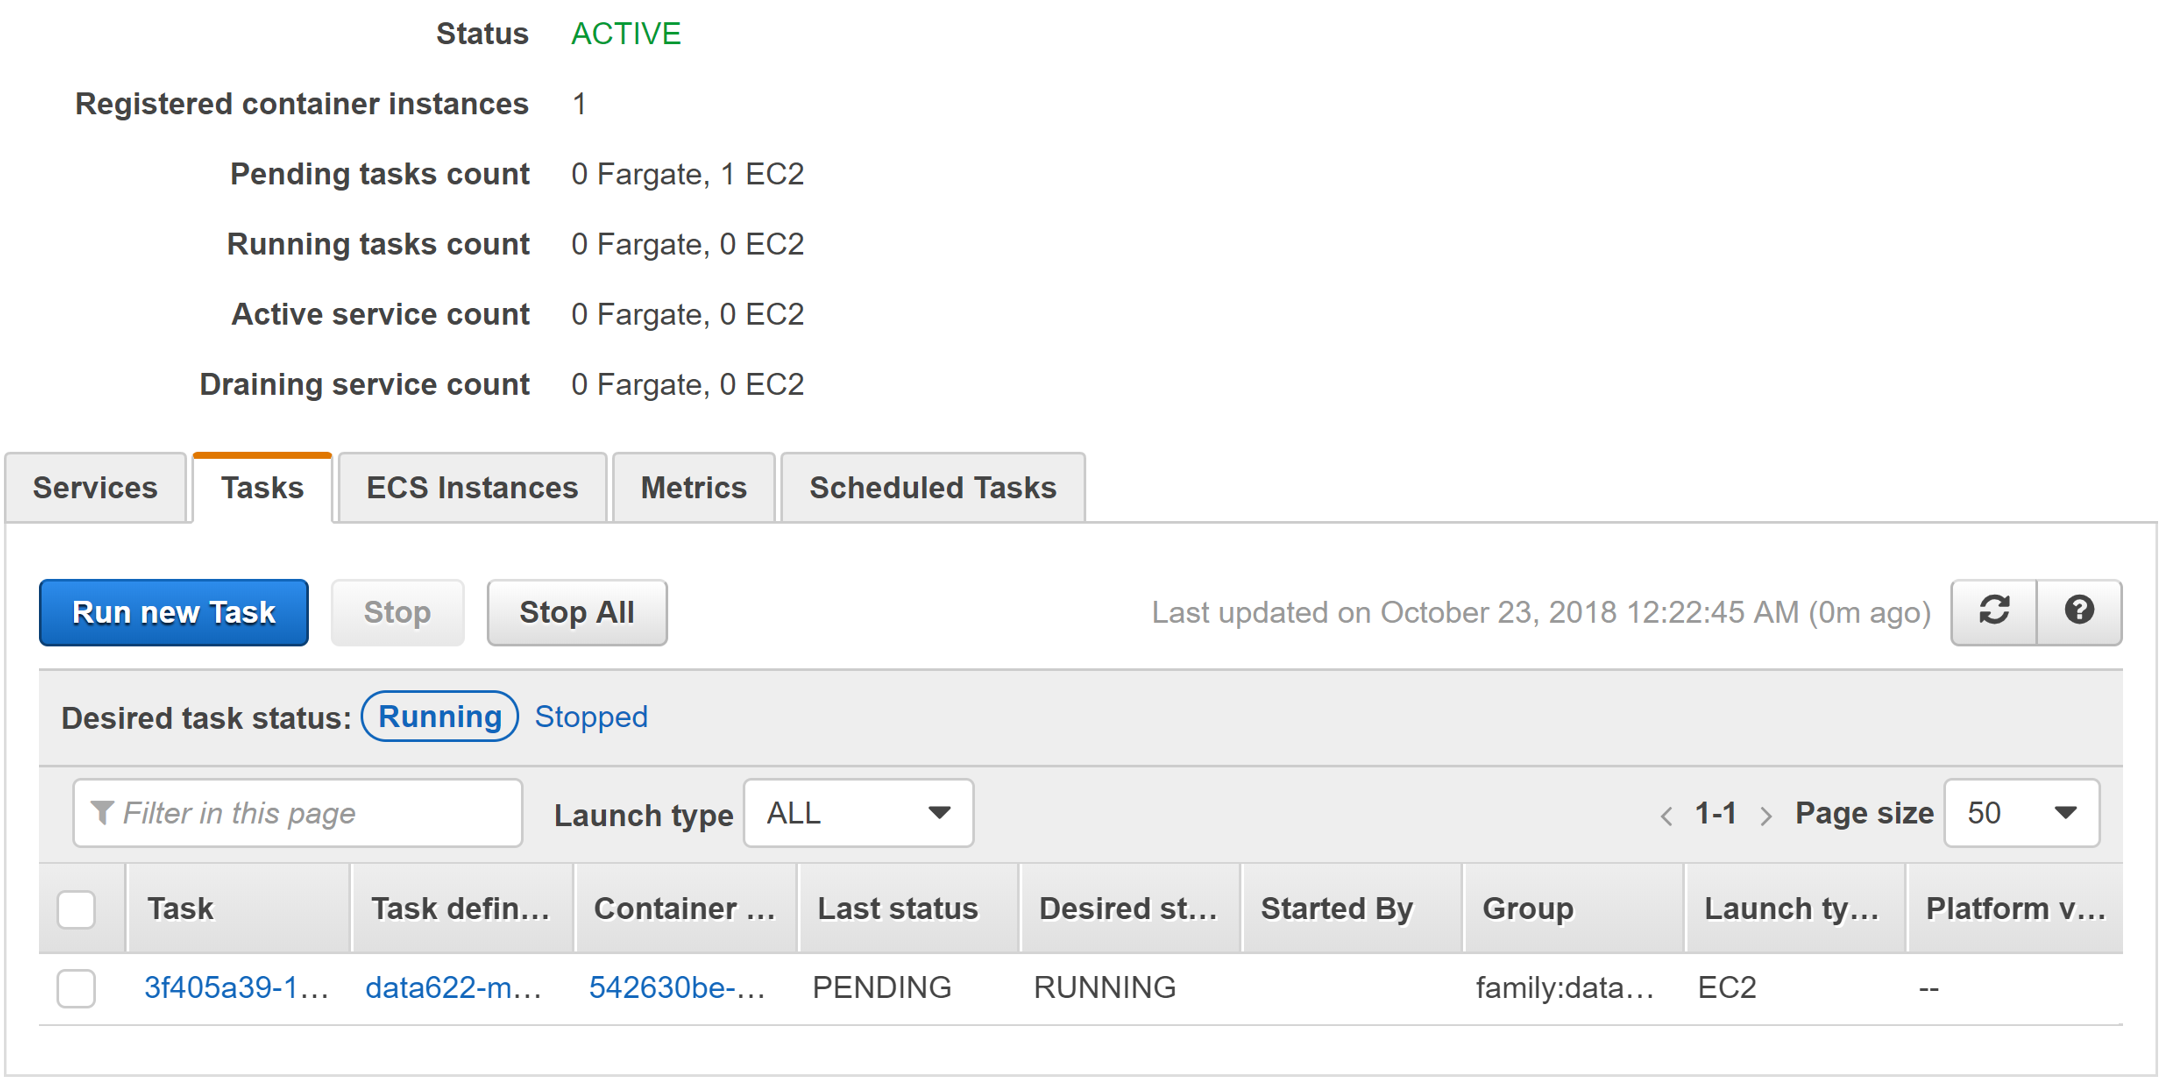 Status ACTIVE
Registered container instances 1
Pending tasks count 0 Fargate, 1 EC2
Running tasks count 0 Fargate, 0 EC2
Active service count 0 Fargate, 0 EC2
Draining service count 0 Fargate, 0 EC2
Services Tasks ECS Instances Metrics Scheduled Tasks
Run new Task Stop Stop All Last updated on October 23, 2018 12:22:45 AM (0m ago)
Desired task status: Running Stopped
Filter in this page Launch type ALL < 1-1 > Page size 50
Task Task defin... Container ... Last status Desired st... Started By Group Launch ty... Platform v...
3f405a39-1... data622-m... 542630be-... PENDING RUNNING family:data... EC2 --